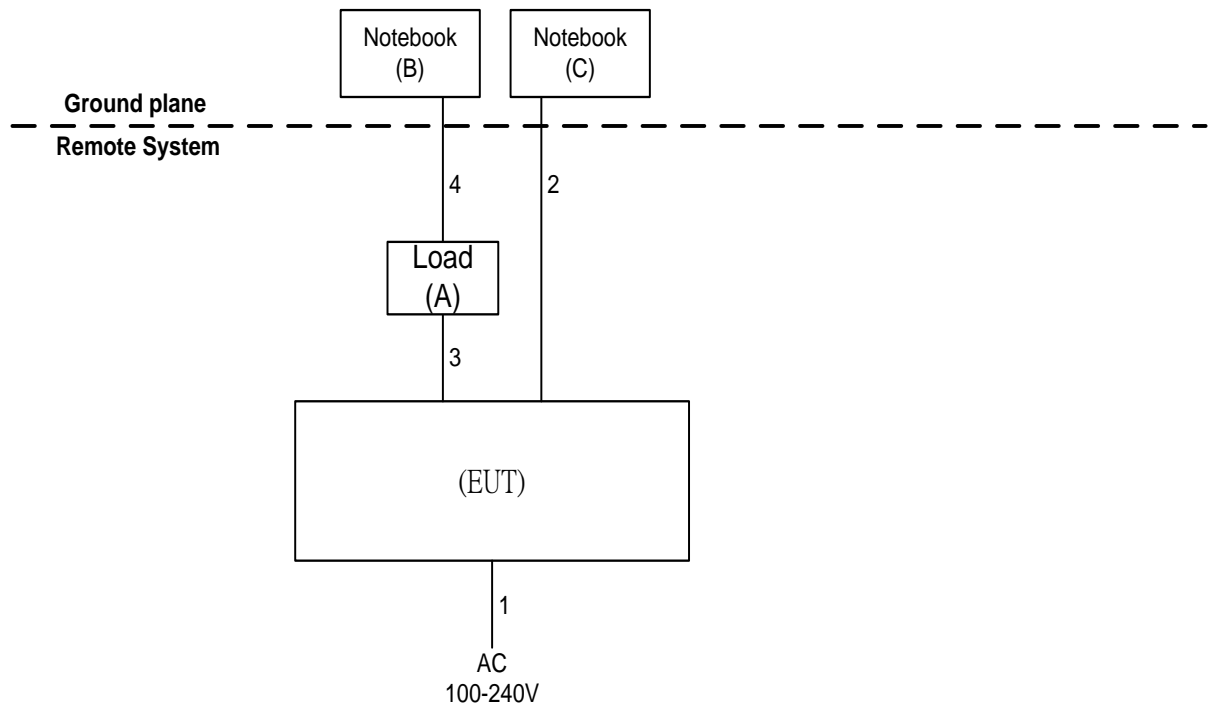 Notebook
(B)
Notebook
(C)
Ground plane
Remote System
4
2
Load
(A)
3
(EUT)
1
AC
100-240V